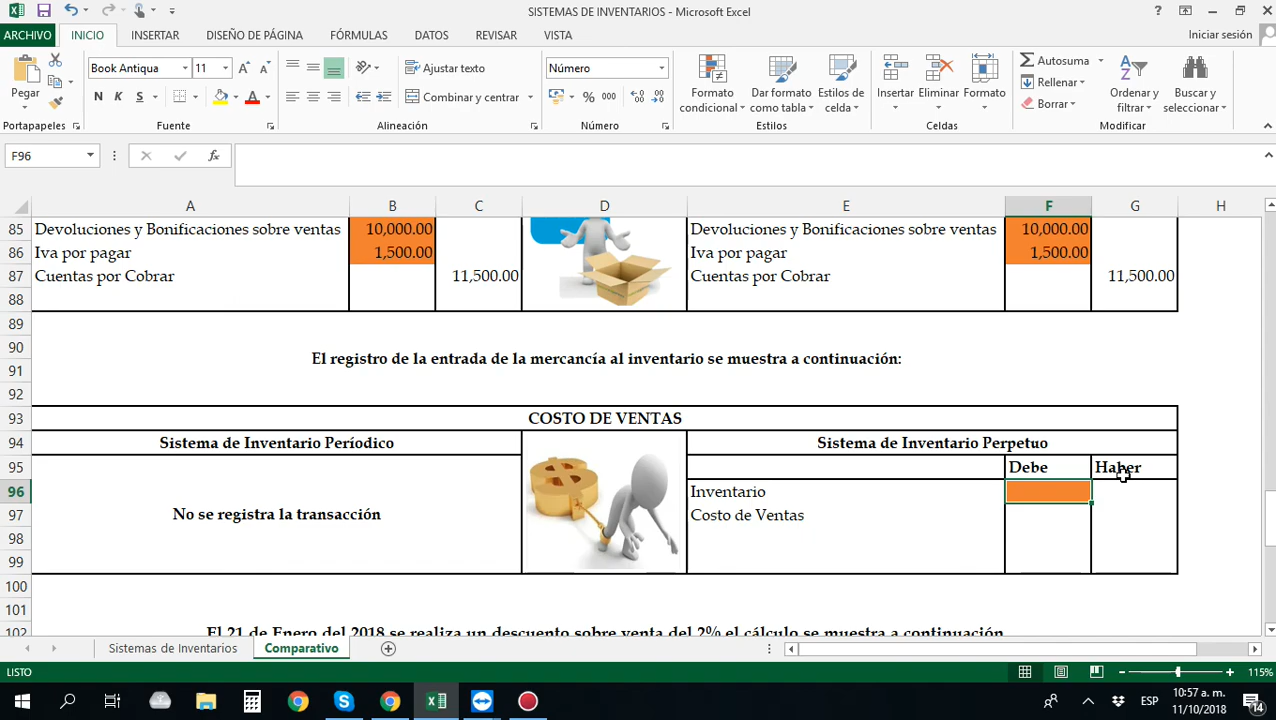 SISTEMAS DE INVENTARIOS - Microsoft Excel
ARCHIVO INICIO INSERTAR DISEÑO DE PÁGINA FÓRMULAS DATOS REVISAR VISTA Iniciar sesión
Pegar
Book Antiqua 11
N K S
Ajustar texto
Combinar y centrar
Número
% 000
Formato condicional
Dar formato como tabla
Estilos de celda
Insertar Eliminar Formato
Autosuma
Rellenar
Borrar
Ordenar y filtrar
Buscar y seleccionar
Portapapeles Fuente Alineación Número Estilos Celdas Modificar
F96 fx
A B C D E F G H
85 Devoluciones y Bonificaciones sobre ventas 10,000.00 Devoluciones y Bonificaciones sobre ventas 10,000.00
86 Iva por pagar 1,500.00 Iva por pagar 1,500.00
87 Cuentas por Cobrar 11,500.00 Cuentas por Cobrar 11,500.00
88
89
90
El registro de la entrada de la mercancía al inventario se muestra a continuación:
91
92
93 COSTO DE VENTAS
94 Sistema de Inventario Períodico Sistema de Inventario Perpetuo
95 Debe Haber
96 Inventario
97 No se registra la transacción Costo de Ventas
98
99
100
101
102 El 21 de Enero del 2018 se realiza un descuento sobre venta del 2% el cálculo se muestra a continuación
Sistemas de Inventarios Comparativo
LISTO 115%
ESP
10:57 a. m.
11/10/2018
14